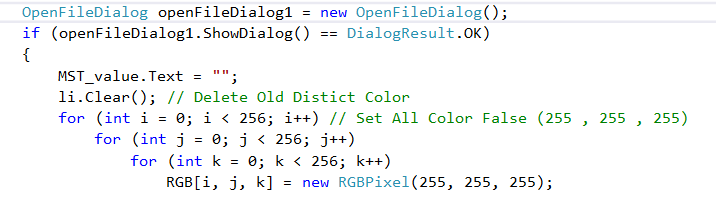 OpenFileDialog openFileDialog1 = new OpenFileDialog();
if (openFileDialog1.ShowDialog() == DialogResult.OK)
{
MST_value.Text = "";
li.Clear(); // Delete Old Distict Color
for (int i = 0; i < 256; i++) // Set All Color False (255 , 255 , 255)
for (int j = 0; j < 256; j++)
for (int k = 0; k < 256; k++)
RGB[i, j, k] = new RGBPixel(255, 255, 255);